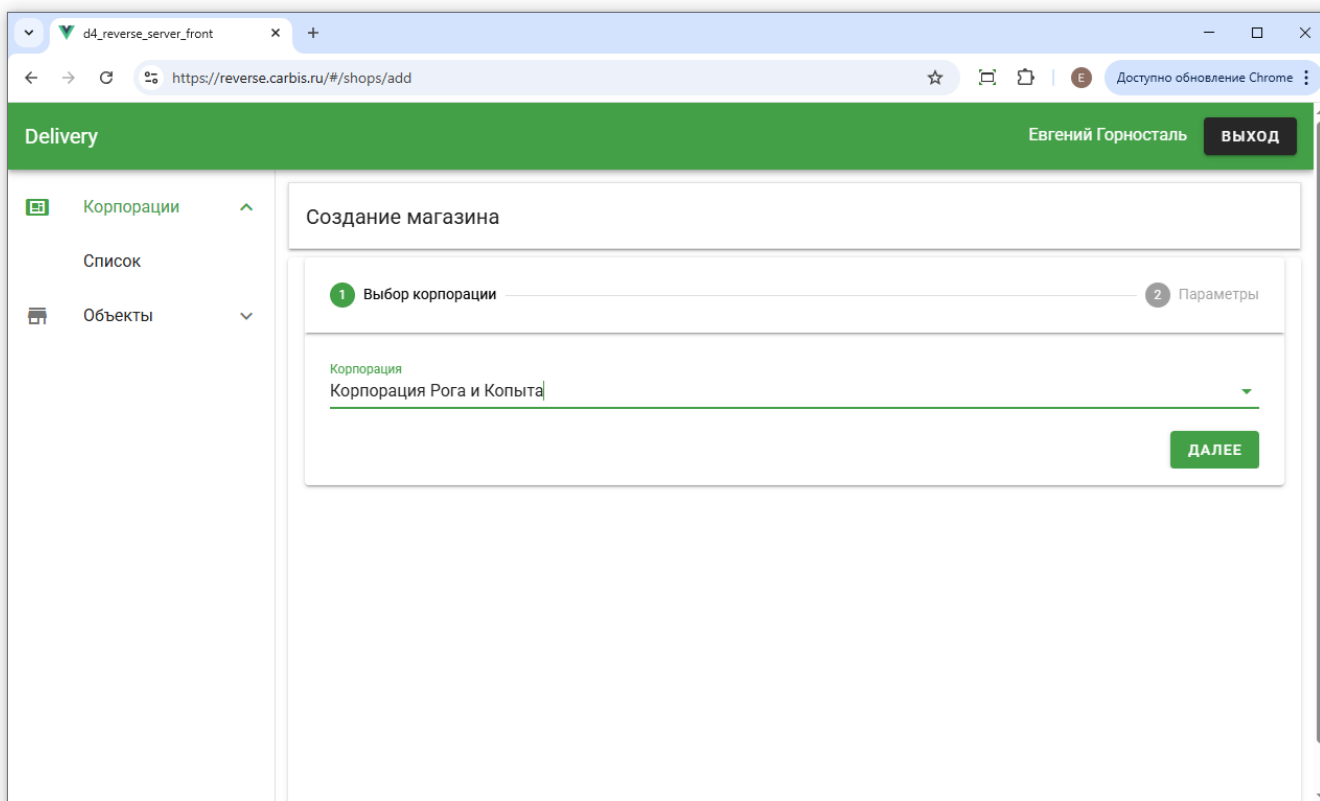 d4_reverse_server_front
https://reverse.carbis.ru/#/shops/add
E
Доступно обновление Chrome
Delivery
Евгений Горносталь
ВЫХОД
Корпорации
Список
Объекты
Создание магазина
1 Выбор корпорации
2 Параметры
Корпорация
Корпорация Рога и Копыта
ДАЛЕЕ